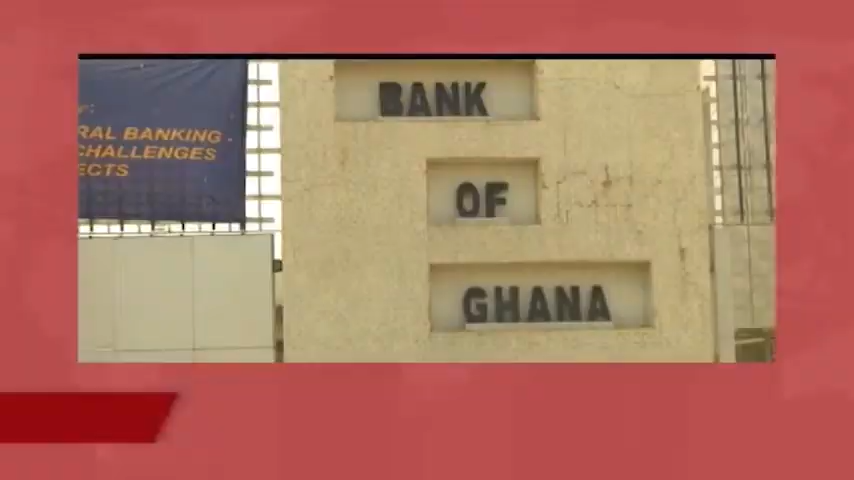 BANK
OF
GHANA
RAL BANKING -
CHALLENGES
ECTS